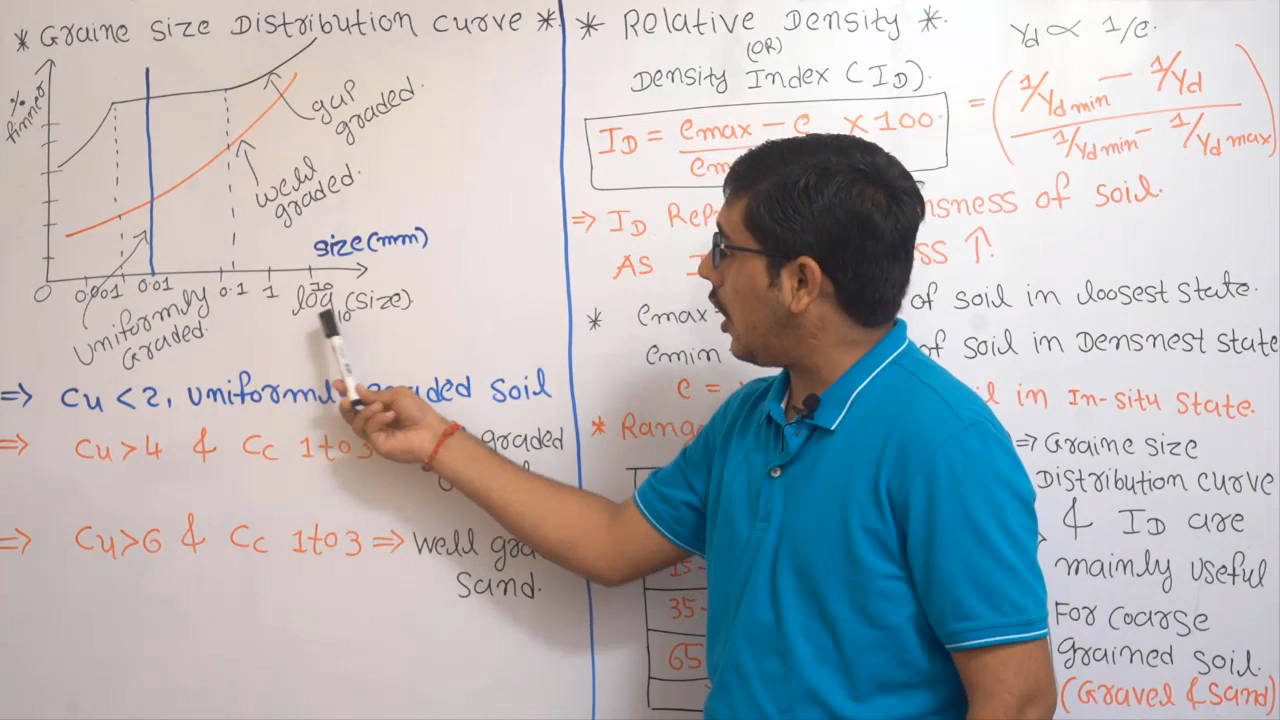 * Graine Size Distribution Curve *
% finner
gap graded.
well graded.
size(mm)
0 0.001 0.01 0.1 1 10
log10(size)
Uniformly Graded.
⇒ Cu < 2, Uniformly graded soil
⇒ Cu > 4 & Cc 1 to 3
graded
⇒ Cu > 6 & Cc 1 to 3 ⇒ well gra
Sand.
* Relative Density *
(OR)
Density Index (ID).
ID = emax - e × 100
em
γd ∝ 1/e.
= (1/γd min - 1/γd
1/γd min - 1/γd max)
⇒ ID Rep nsness of soil.
As I ss ↑.
* emax of soil in loosest state.
emin of soil in Densnest state
e = l in In-situ state.
* Rang
15-
35-
65
⇒ Graine size
Distribution curve
& ID are
mainly useful
For coarse
grained soil.
(Gravel & Sand)